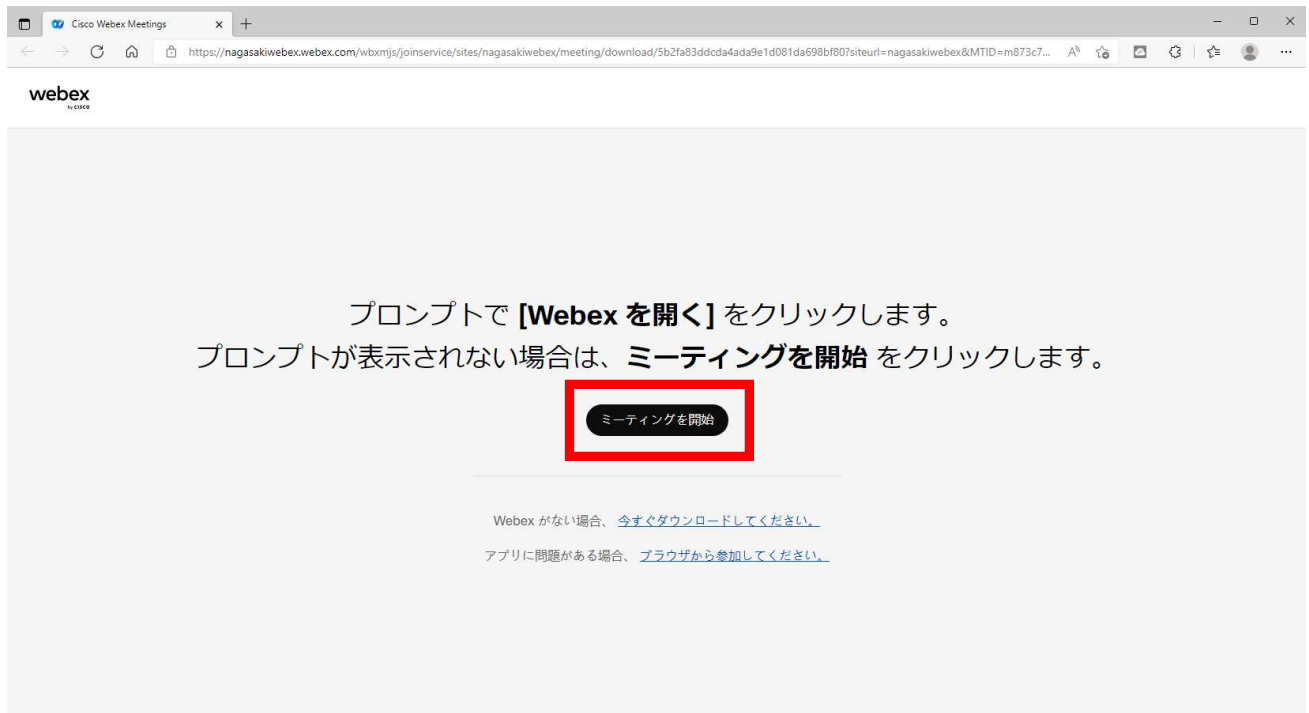 Cisco Webex Meetings
https://nagasakiwebex.webex.com/wbxmjs/joinservice/sites/nagasakiwebex/meeting/download/5b2fa83ddcda4ada9e1d081da698bf80?siteurl=nagasakiwebex&MTID=m873c7...
webex
by CISCO
プロンプトで [Webex を開く] をクリックします。
プロンプトが表示されない場合は、ミーティングを開始 をクリックします。
ミーティングを開始
Webex がない場合、 今すぐダウンロードしてください。
アプリに問題がある場合、 ブラウザから参加してください。